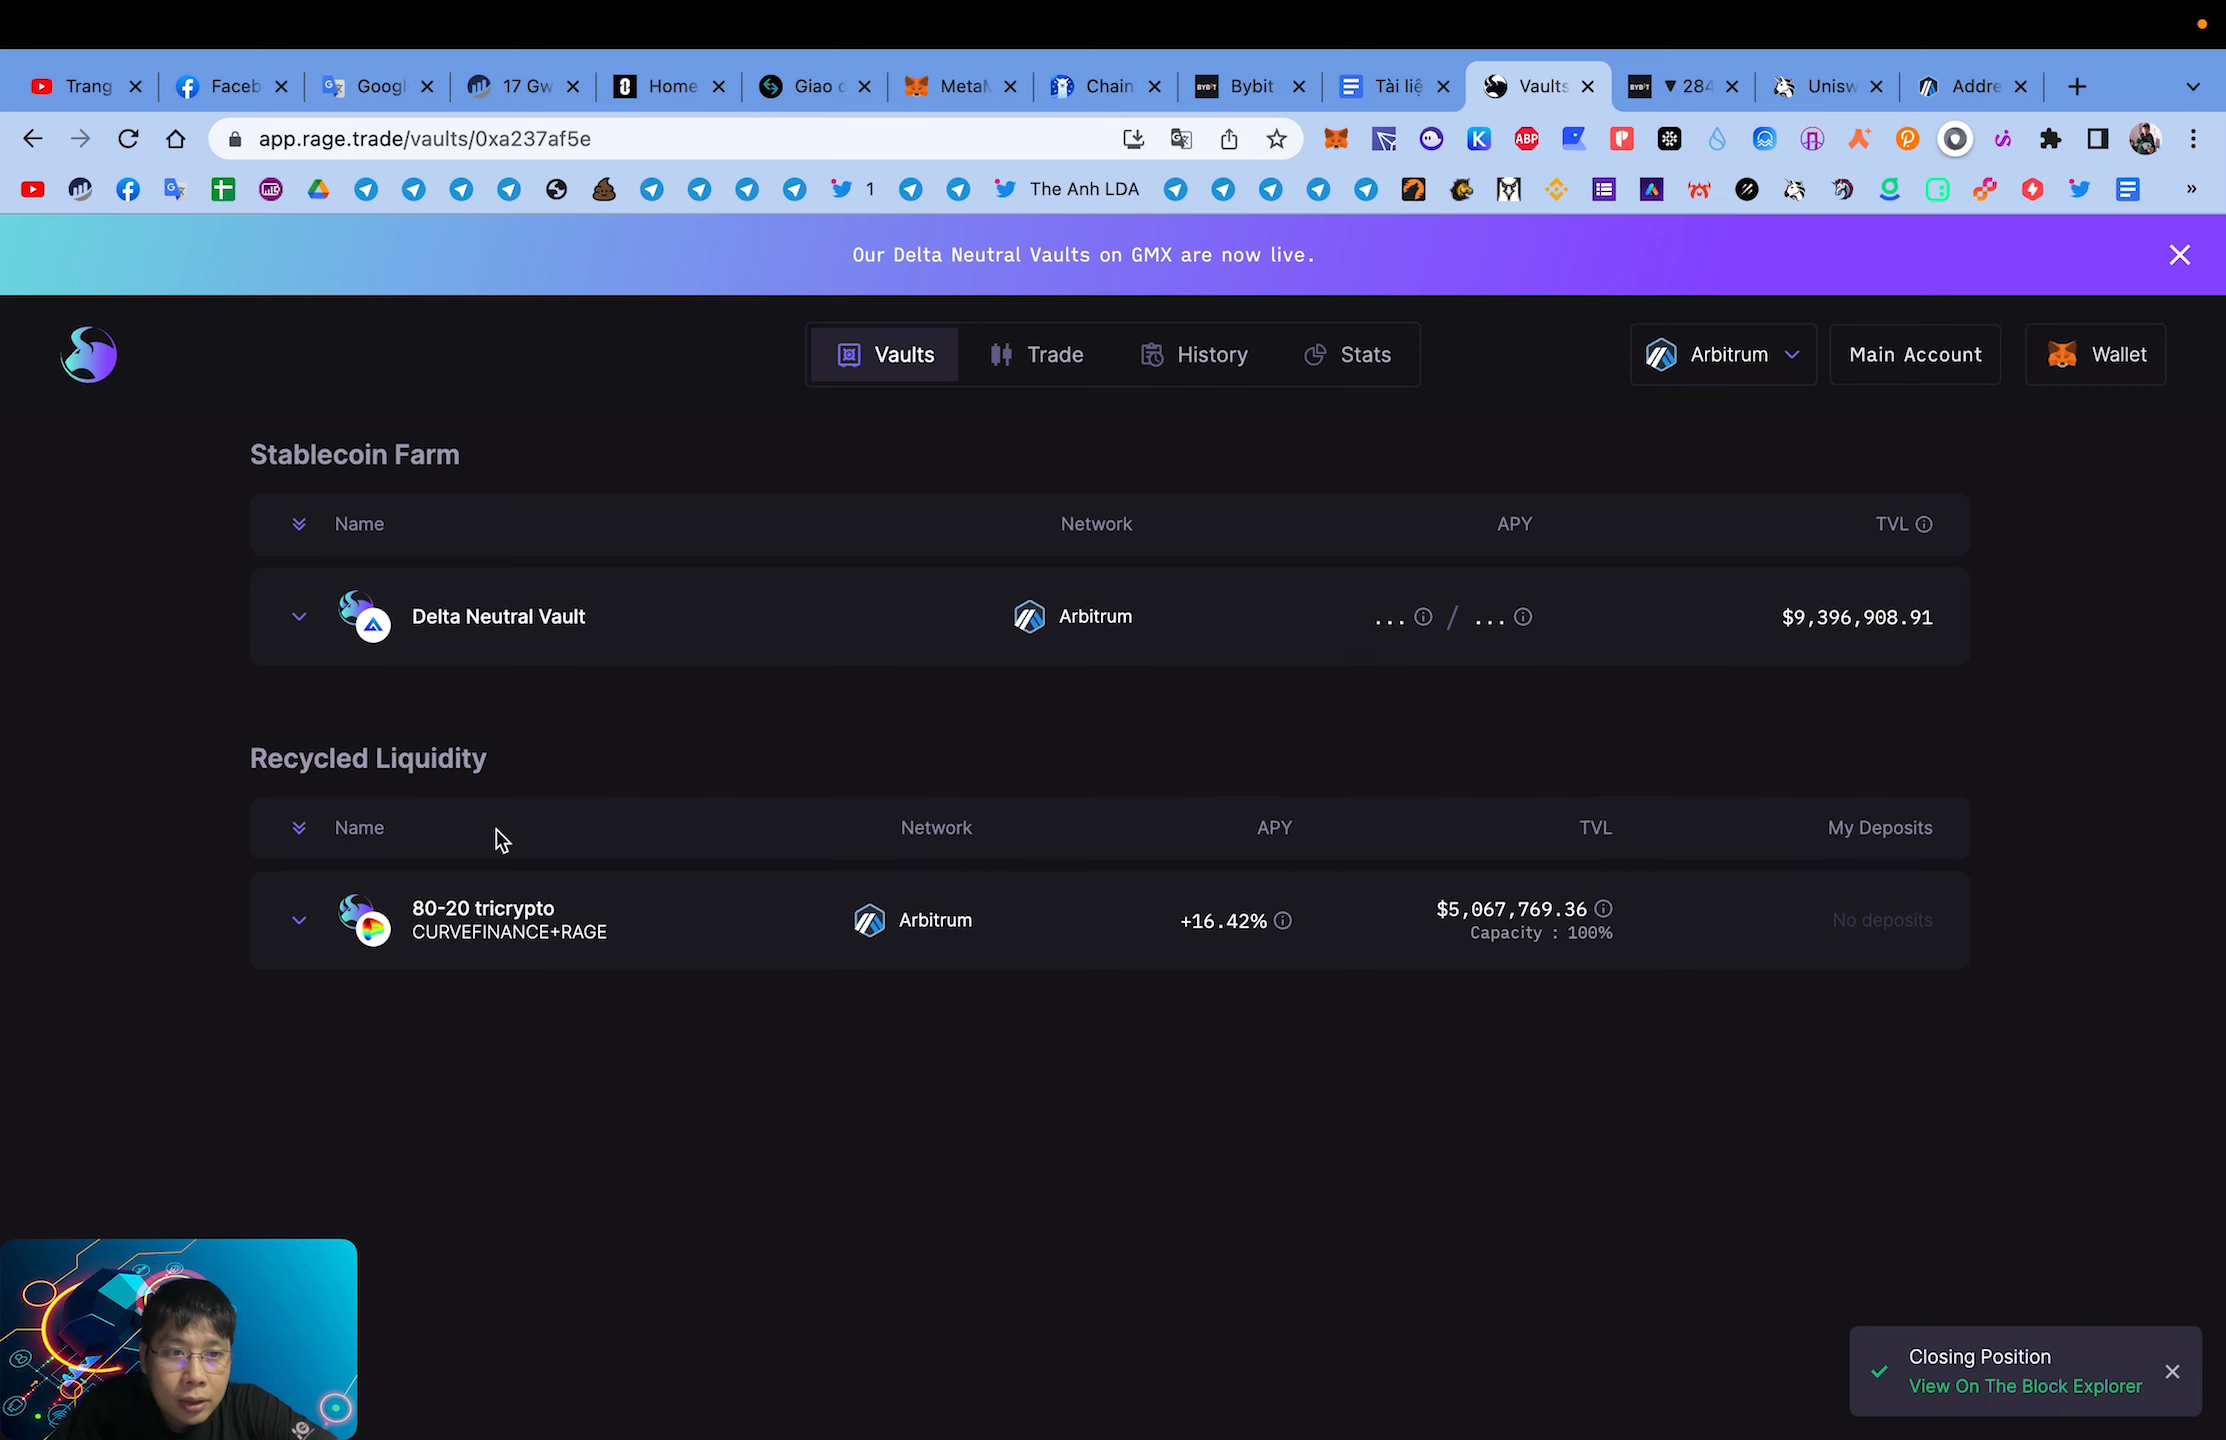 Trang
Faceb
Googl
17 Gw
Home
Giao c
MetaM
Chain
Bybit
Tài liệ
Vaults
▼ 284
Unisw
Addre
app.rage.trade/vaults/0xa237af5e
ABP
1
The Anh LDA
Our Delta Neutral Vaults on GMX are now live.
Vaults
Trade
History
Stats
Arbitrum
Main Account
Wallet
Stablecoin Farm
Name Network APY TVL
Delta Neutral Vault Arbitrum ... / ... $9,396,908.91
Recycled Liquidity
Name Network APY TVL My Deposits
80-20 tricrypto
CURVEFINANCE+RAGE
Arbitrum
+16.42%
$5,067,769.36
Capacity : 100%
No deposits
Closing Position
View On The Block Explorer